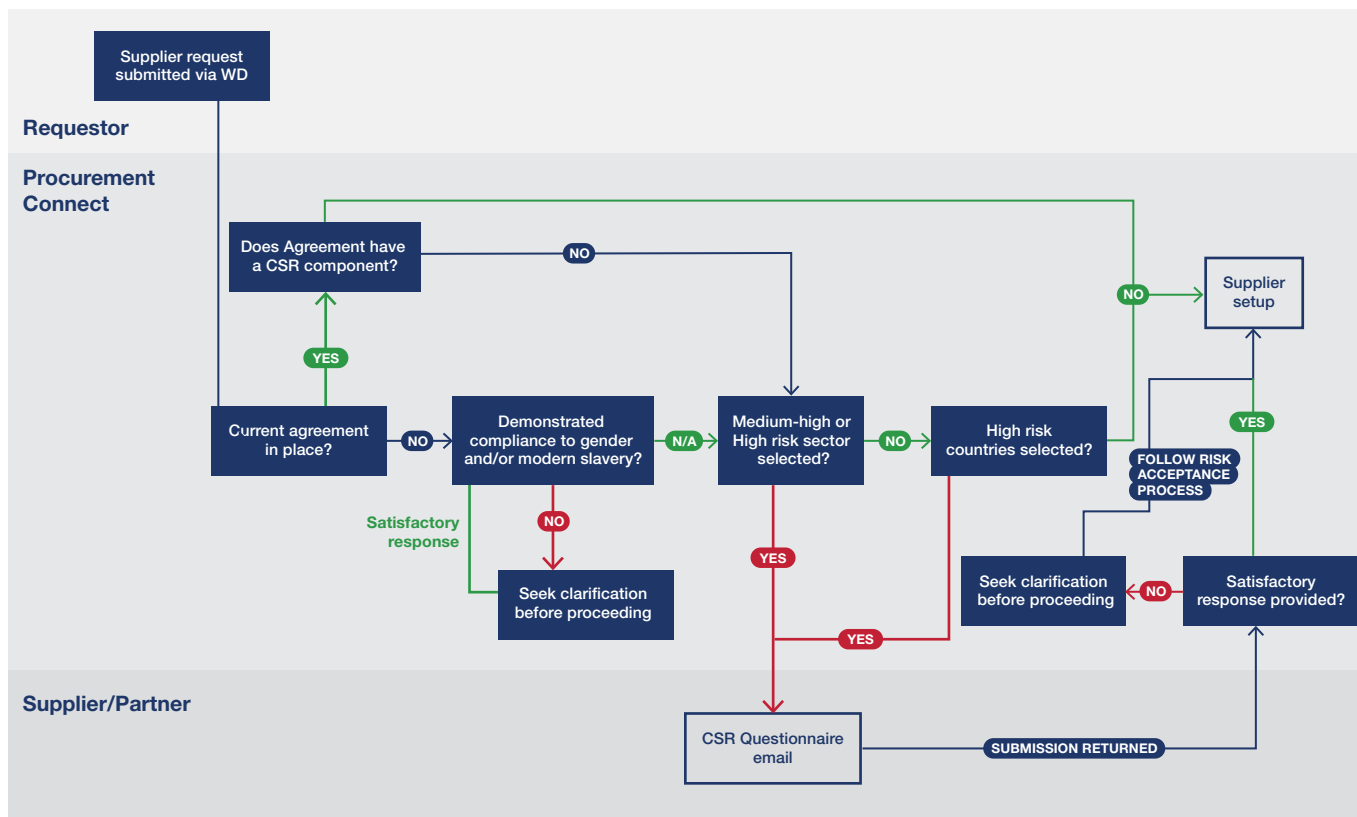 Supplier request
submitted via WD
Requestor
Procurement
Connect
Does Agreement have
a CSR component?
NO
NO
Supplier
setup
YES
Current agreement
in place?
NO
Demonstrated
compliance to gender
and/or modern slavery?
N/A
Medium-high or
High risk sector
selected?
NO
High risk
countries selected?
FOLLOW RISK
ACCEPTANCE
PROCESS
YES
Satisfactory
response
NO
YES
Seek clarification
before proceeding
YES
Seek clarification
before proceeding
NO
Satisfactory
response provided?
Supplier/Partner
CSR Questionnaire
email
SUBMISSION RETURNED